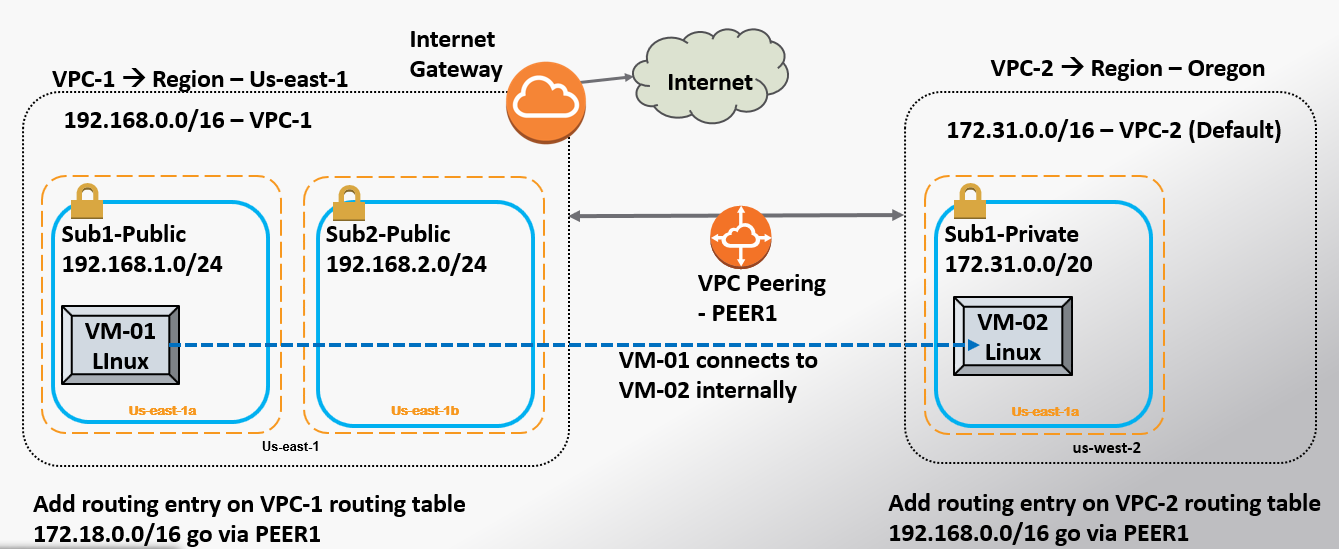 Internet
Gateway
Internet
VPC-1 → Region – Us-east-1
192.168.0.0/16 – VPC-1
VPC-2 → Region – Oregon
172.31.0.0/16 – VPC-2 (Default)
Sub1-Public
192.168.1.0/24
VM-01
LInux
Us-east-1a
Sub2-Public
192.168.2.0/24
Us-east-1b
Us-east-1
VPC Peering
- PEER1
VM-01 connects to
VM-02 internally
Sub1-Private
172.31.0.0/20
VM-02
Linux
Us-east-1a
us-west-2
Add routing entry on VPC-1 routing table
172.18.0.0/16 go via PEER1
Add routing entry on VPC-2 routing table
192.168.0.0/16 go via PEER1